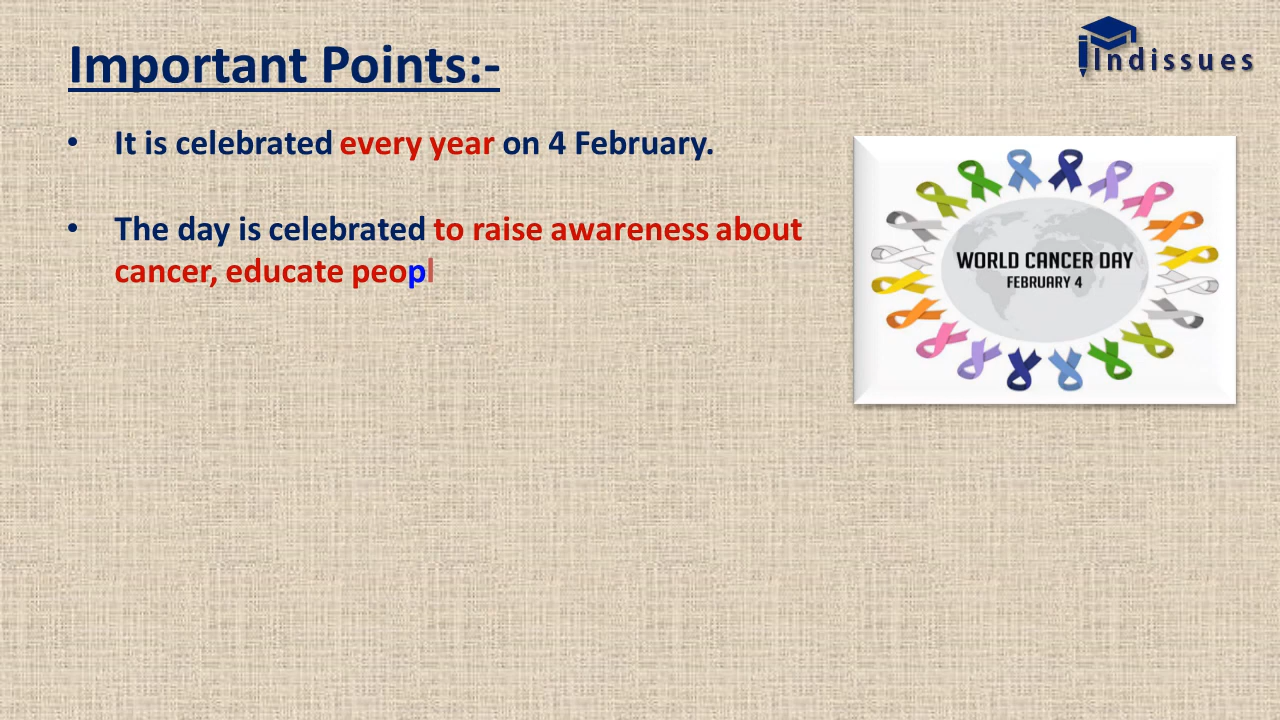 Important Points:-
Indissues
• It is celebrated every year on 4 February.
• The day is celebrated to raise awareness about
cancer, educate peopl
WORLD CANCER DAY
FEBRUARY 4